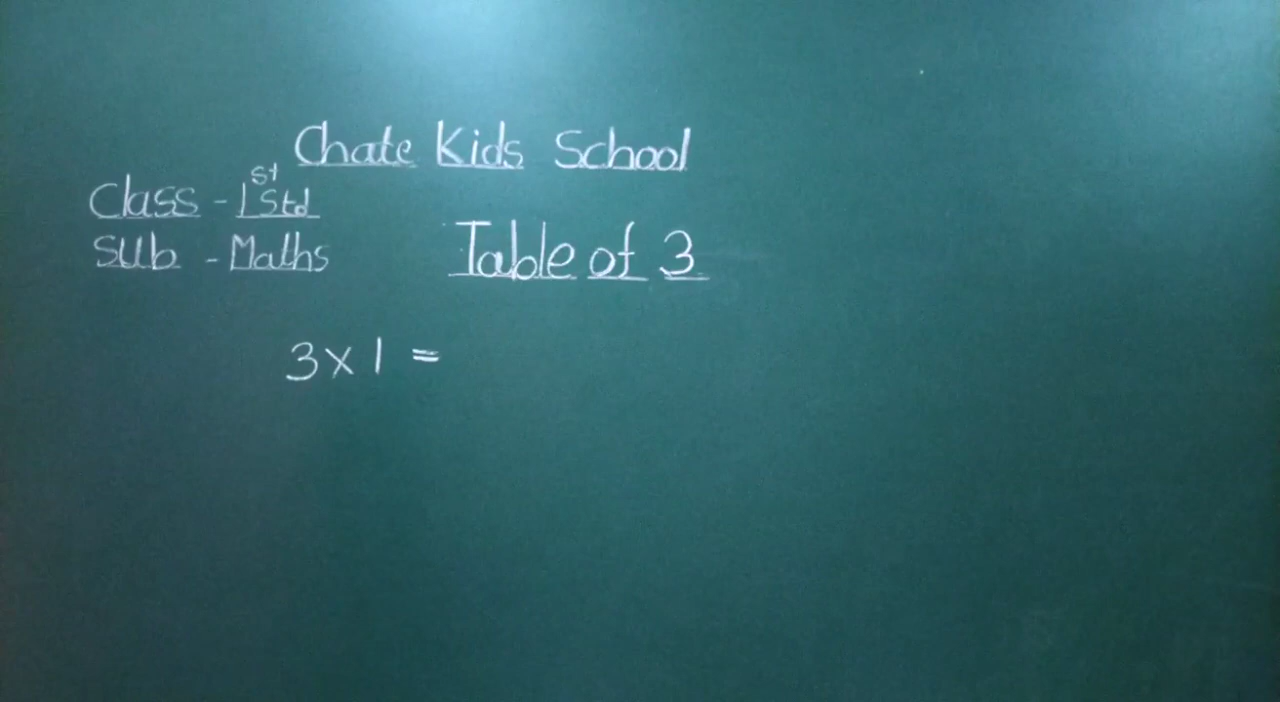 Chate Kids School
Class - 1st Std
Sub - Maths
Table of 3
3 x 1 =